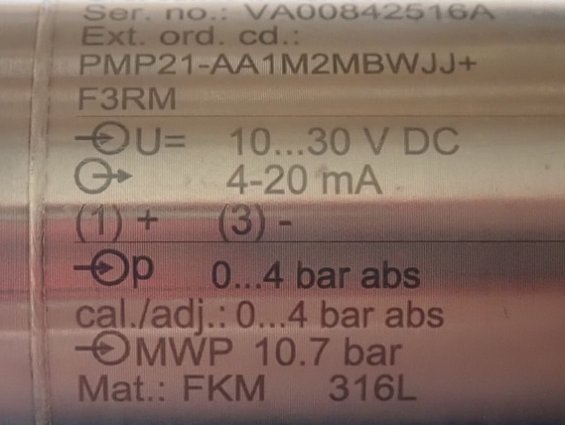 Ser. no.: VA00842516A
Ext. ord. cd.:
PMP21-AA1M2MBWJJ+
F3RM
U= 10...30 V DC
4-20 mA
(1) + (3) -
p 0...4 bar abs
cal./adj.: 0...4 bar abs
MWP 10.7 bar
Mat.: FKM 316L